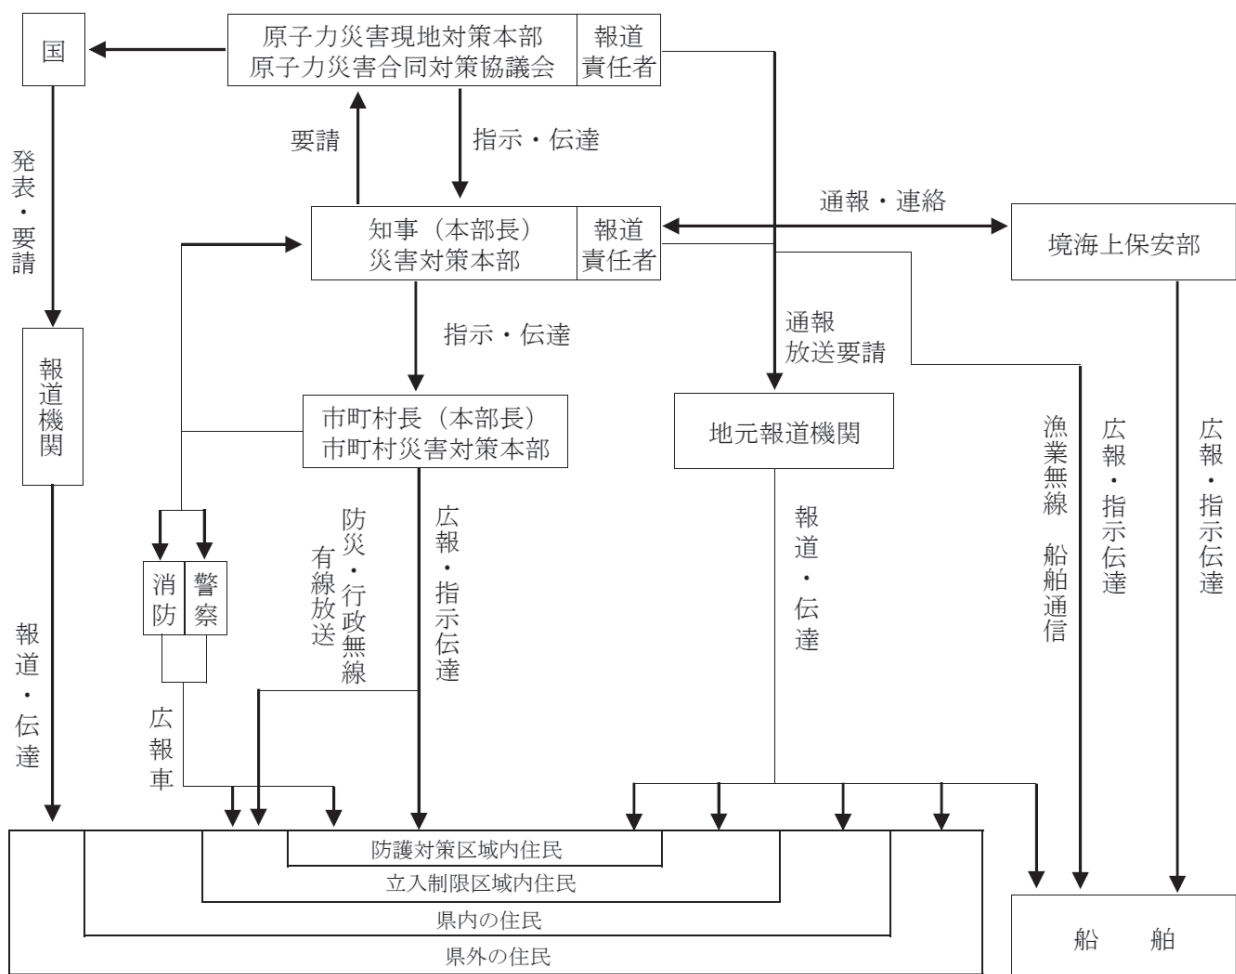 国
原子力災害現地対策本部
原子力災害合同対策協議会
報道
責任者
要請
指示・伝達
発表・要請
通報・連絡
知事（本部長）
災害対策本部
報道
責任者
境海上保安部
指示・伝達
通報
放送要請
報道機関
市町村長（本部長）
市町村災害対策本部
地元報道機関
漁業無線　船舶通信
広報・指示伝達
広報・指示伝達
防災・行政無線
有線放送
広報・指示伝達
報道・伝達
消防
警察
報道・伝達
広報車
防護対策区域内住民
立入制限区域内住民
県内の住民
県外の住民
船　　舶